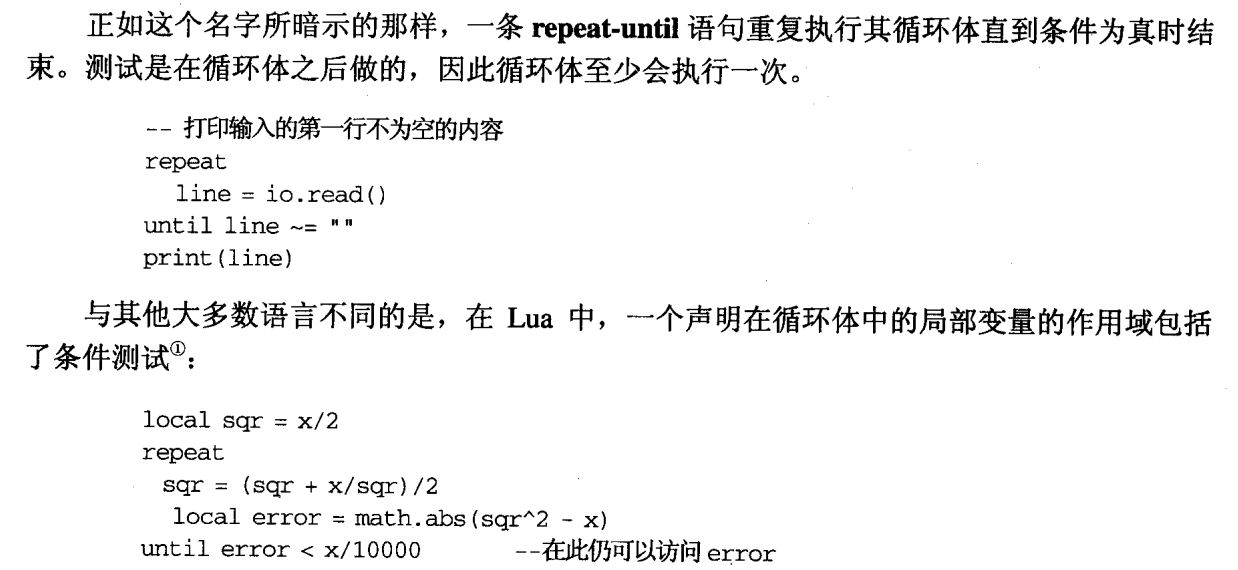 正如这个名字所暗示的那样，一条 repeat-until 语句重复执行其循环体直到条件为真时结
束。测试是在循环体之后做的，因此循环体至少会执行一次。
-- 打印输入的第一行不为空的内容
repeat
line = io.read()
until line ~= ""
print(line)
与其他大多数语言不同的是，在 Lua 中，一个声明在循环体中的局部变量的作用域包括
了条件测试①：
local sqr = x/2
repeat
sqr = (sqr + x/sqr)/2
local error = math.abs(sqr^2 - x)
until error < x/10000 --在此仍可以访问error